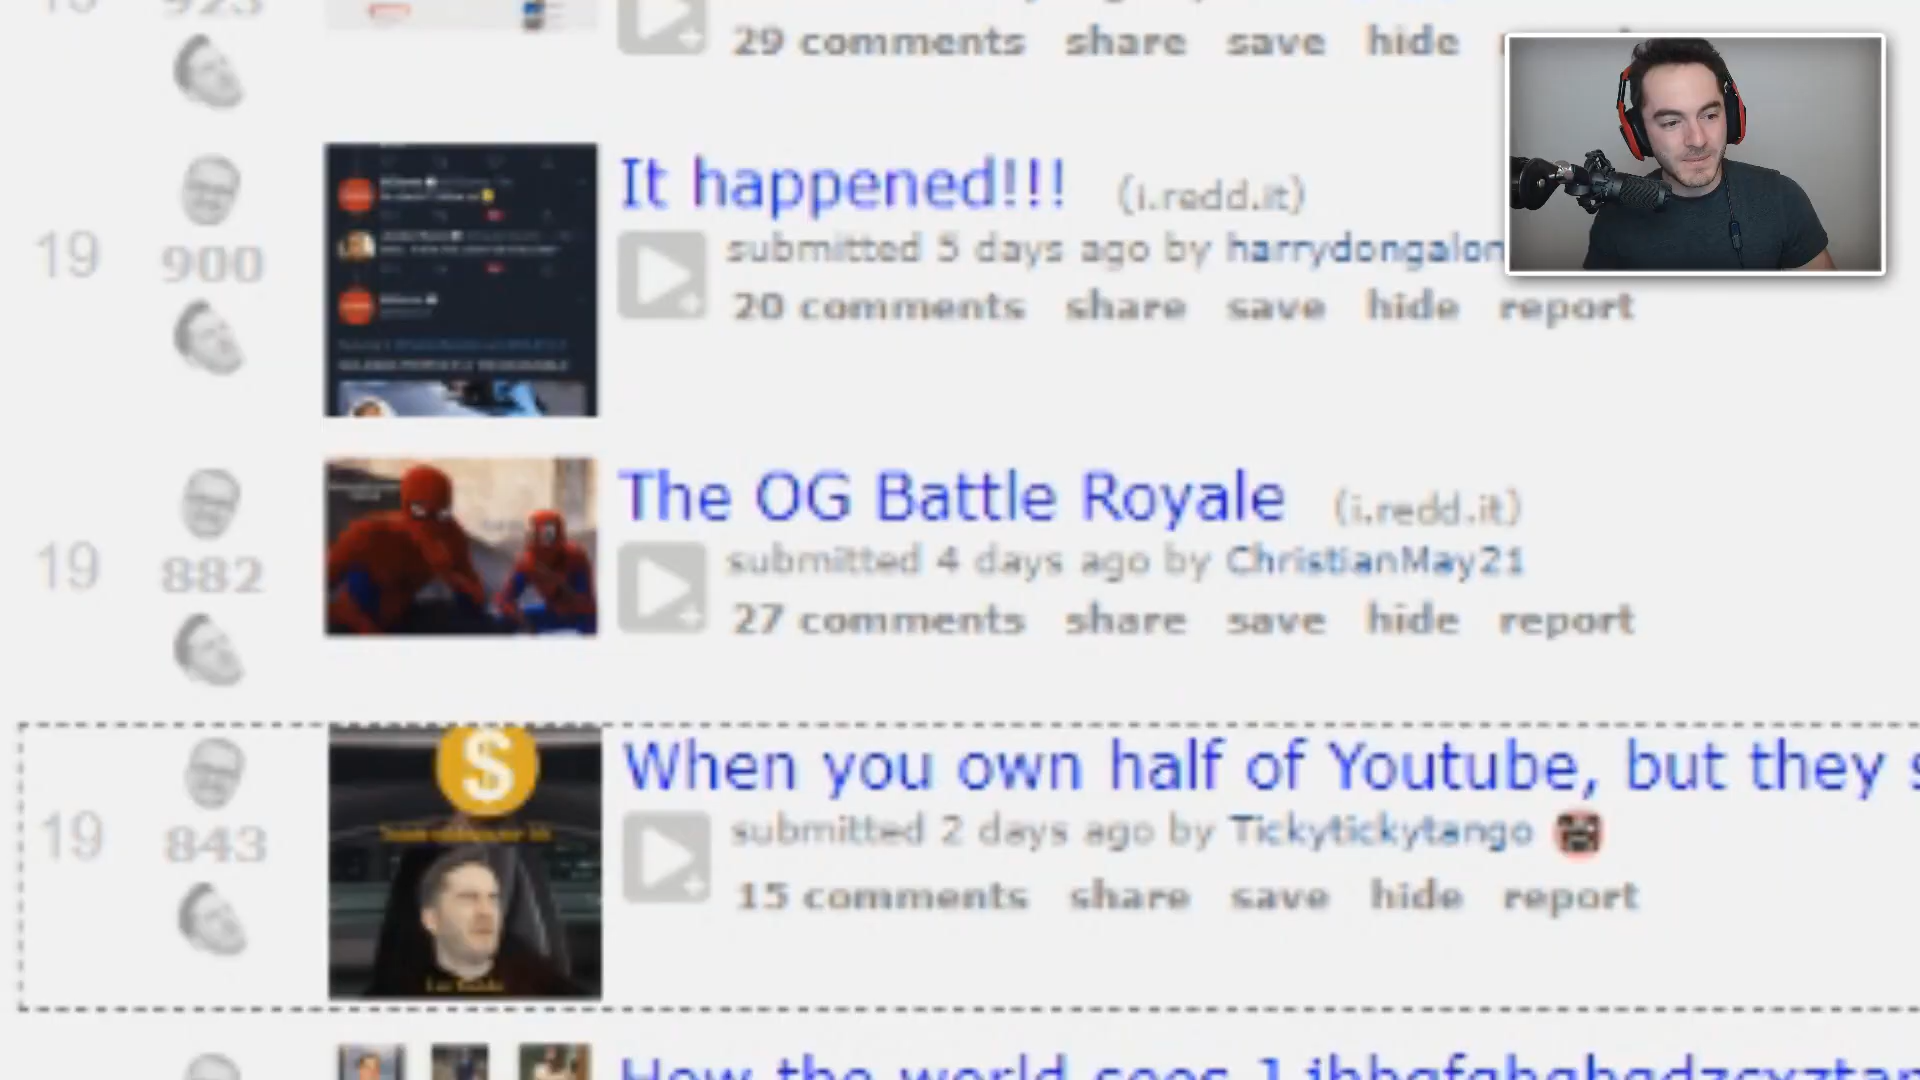 29 comments share save hide
It happened!!! (i.redd.it)
submitted 5 days ago by harrydongalon
19 900
20 comments share save hide report
The OG Battle Royale (i.redd.it)
submitted 4 days ago by ChristianMay21
19 882
27 comments share save hide report
$
When you own half of Youtube, but they s
submitted 2 days ago by Tickytickytango
19 843
15 comments share save hide report
How the world sees